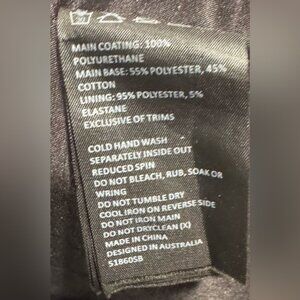 MAIN COATING: 100%
POLYURETHANE
MAIN BASE: 55% POLYESTER, 45%
COTTON
LINING: 95% POLYESTER, 5%
ELASTANE
EXCLUSIVE OF TRIMS
COLD HAND WASH
SEPARATELY INSIDE OUT
REDUCED SPIN
DO NOT BLEACH, RUB, SOAK OR
WRING
DO NOT TUMBLE DRY
COOL IRON ON REVERSE SIDE
DO NOT IRON MAIN
DO NOT DRYCLEAN (X)
MADE IN CHINA
DESIGNED IN AUSTRALIA
S1860SB